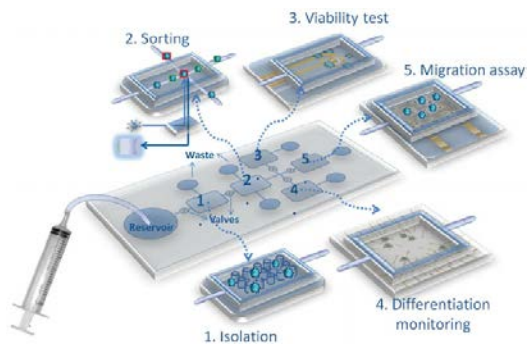 3. Viability test
2. Sorting
5. Migration assay
Waste
3
5
2
4
1
Valves
Reservoir
4. Differentiation
monitoring
1. Isolation